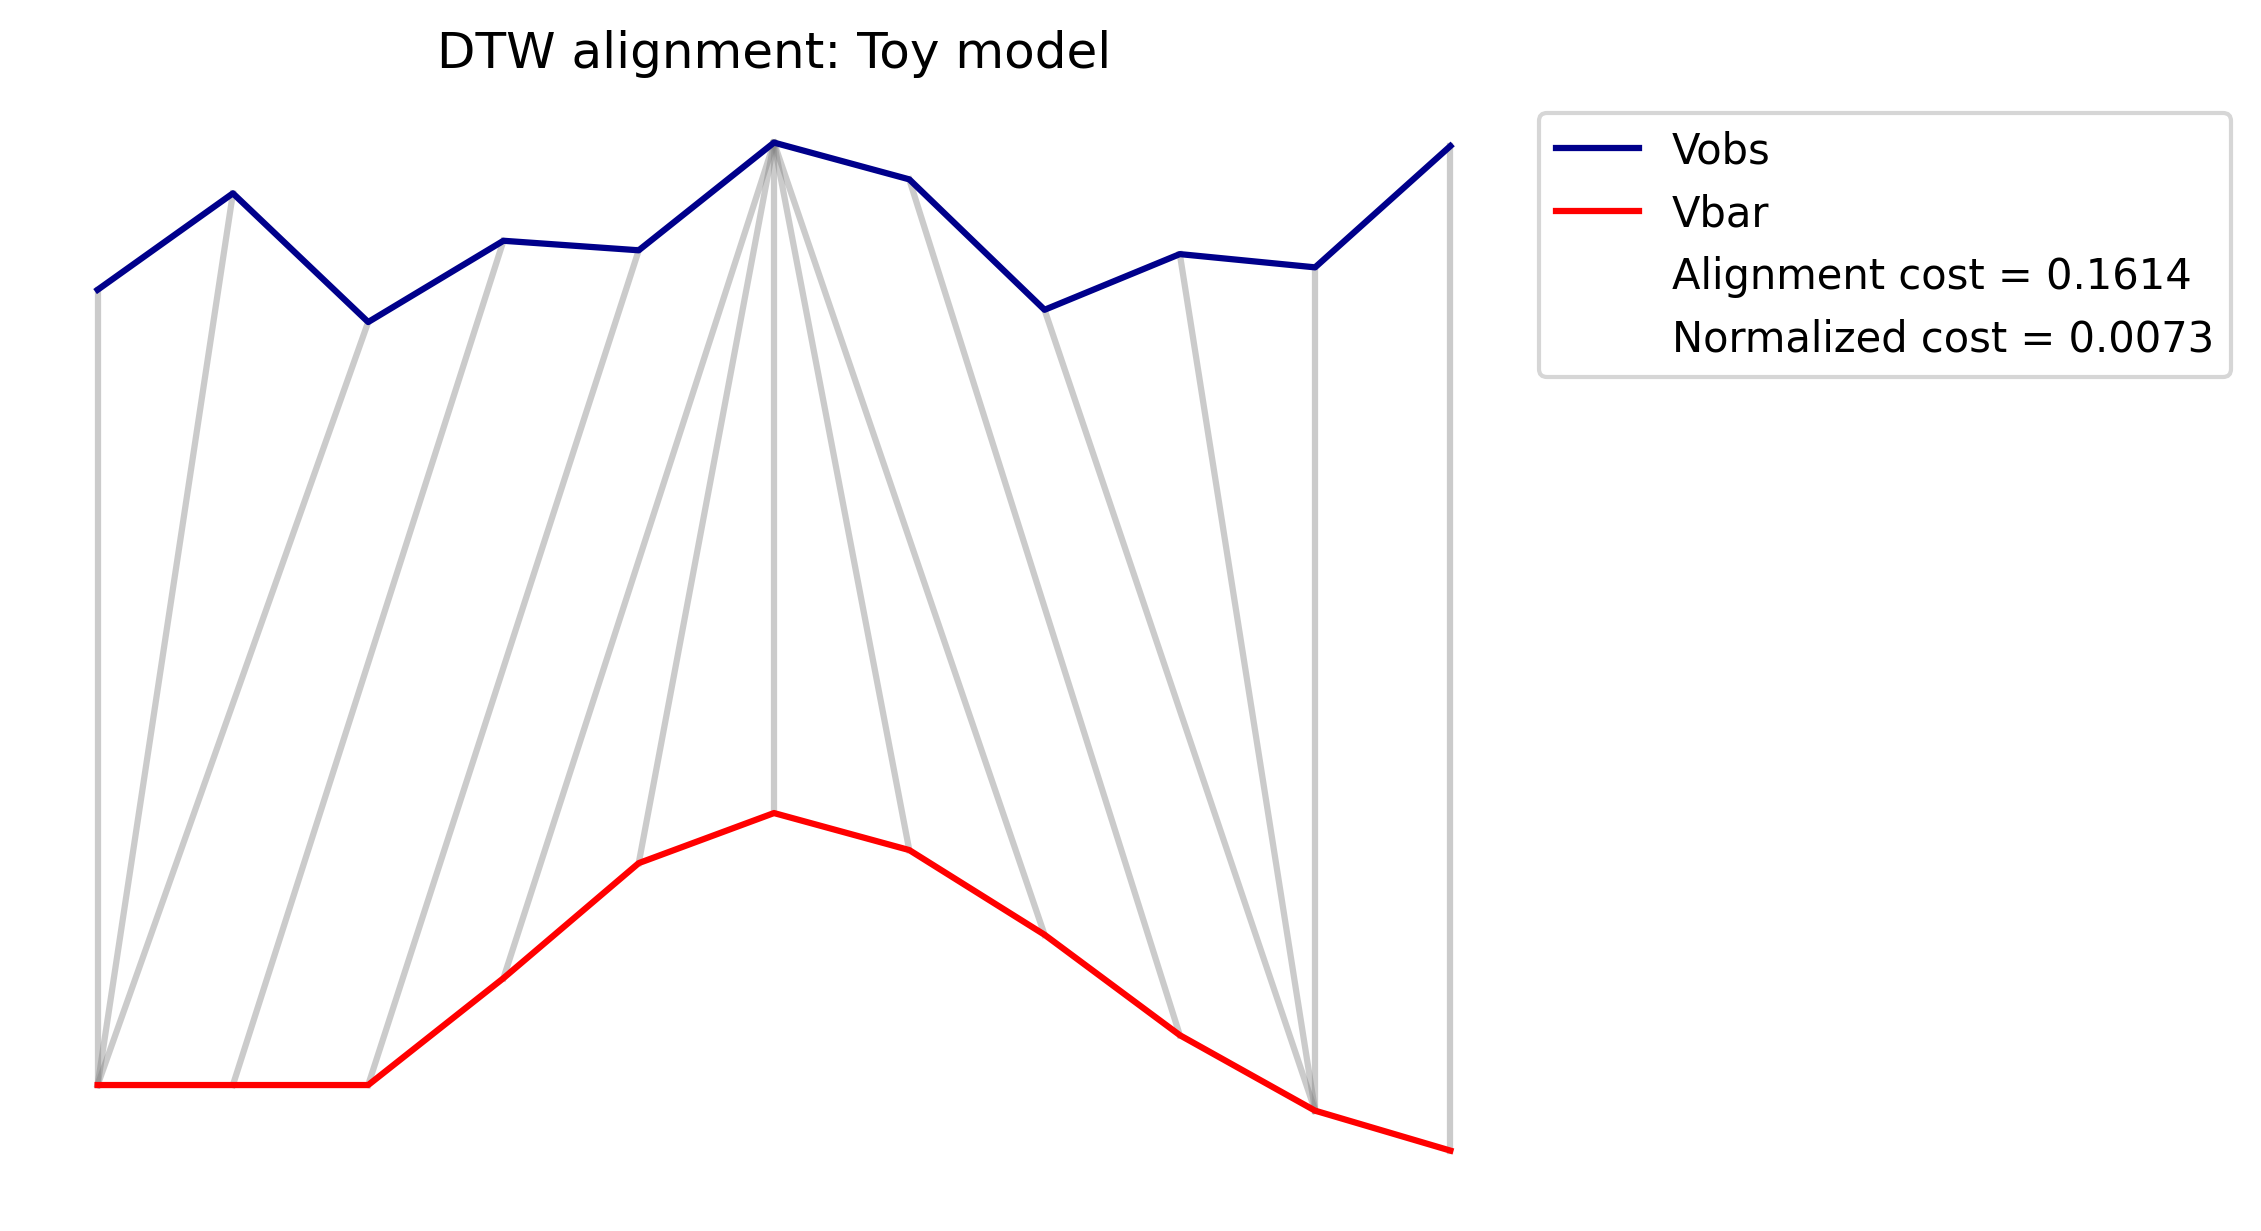 DTW alignment: Toy model
Vobs
Vbar
Alignment cost = 0.1614
Normalized cost = 0.0073